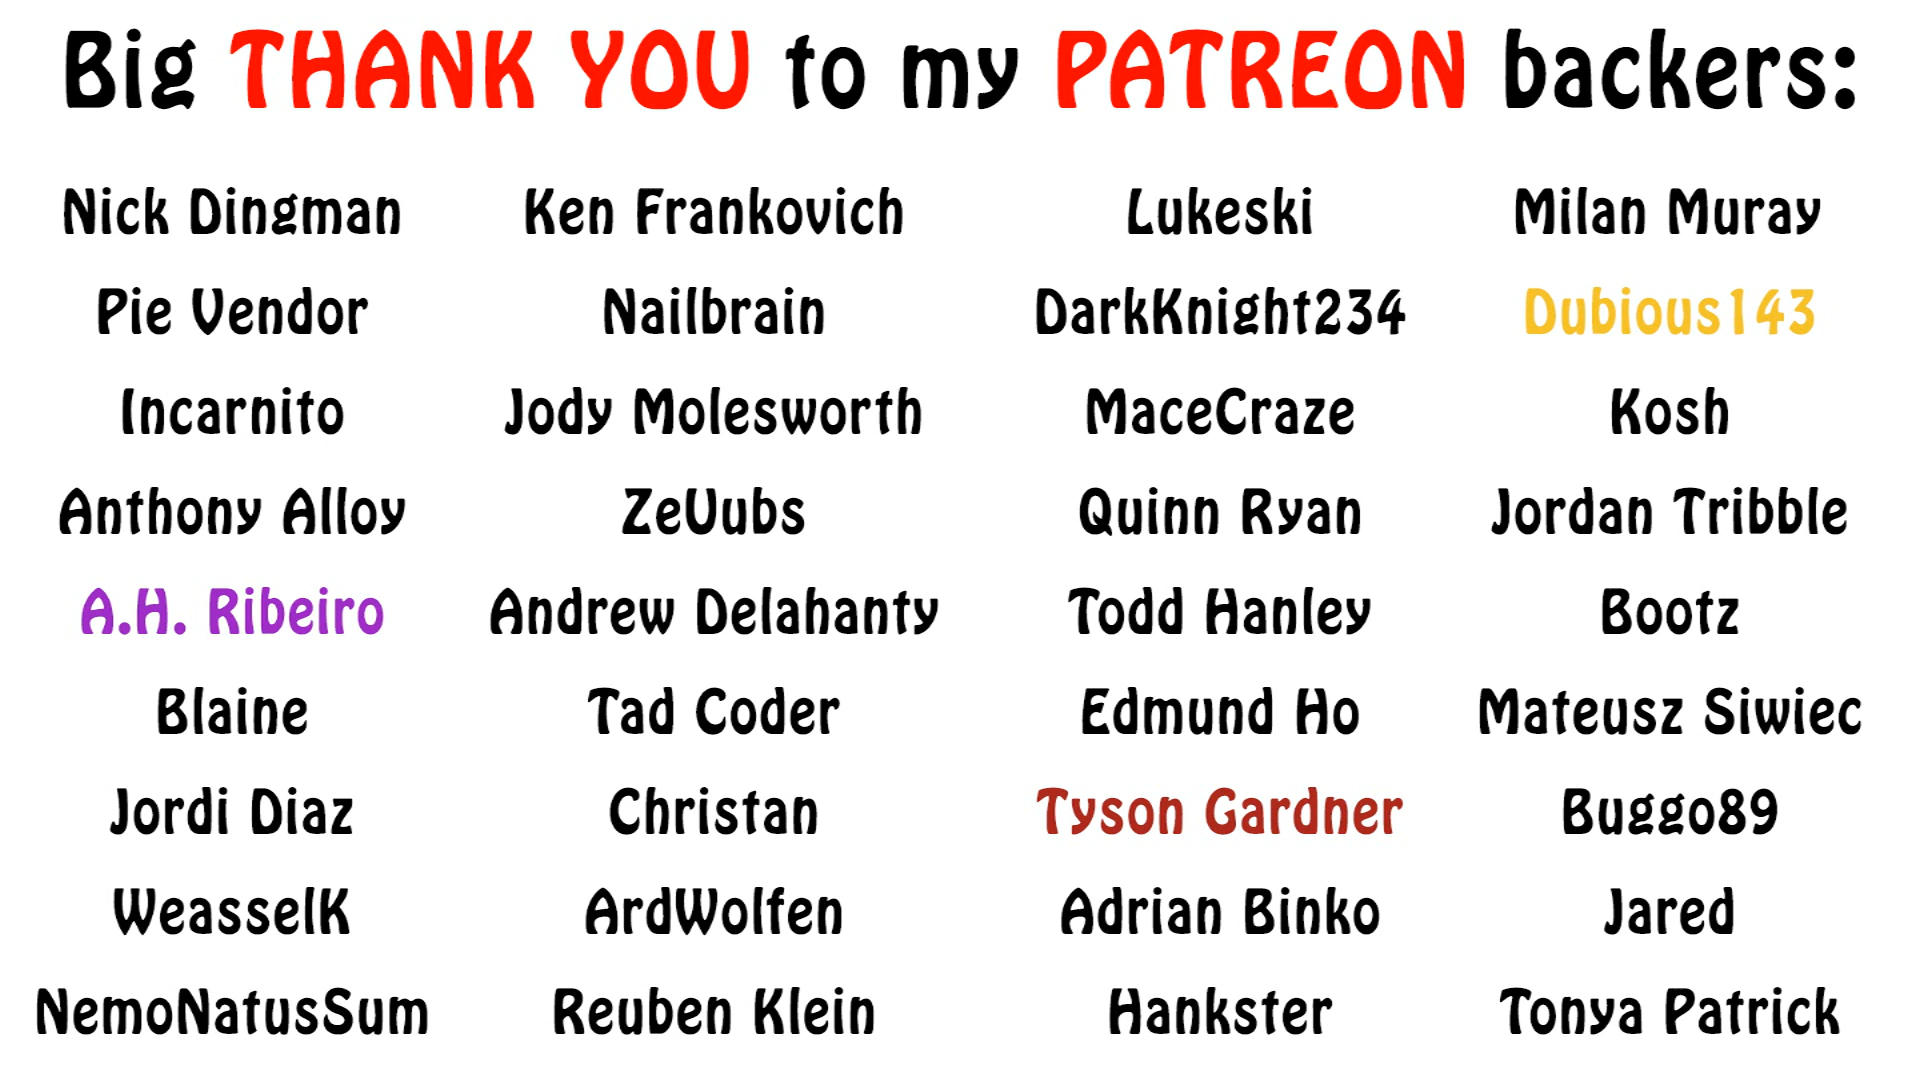 Big THANK YOU to my PATREON backers:
Nick Dingman Ken Frankovich Lukeski Milan Muray
Pie Vendor Nailbrain DarkKnight234 Dubious143
Incarnito Jody Molesworth MaceCraze Kosh
Anthony Alloy ZeUubs Quinn Ryan Jordan Tribble
A.H. Ribeiro Andrew Delahanty Todd Hanley Bootz
Blaine Tad Coder Edmund Ho Mateusz Siwiec
Jordi Diaz Christan Tyson Gardner Buggo89
WeasselK ArdWolfen Adrian Binko Jared
NemoNatusSum Reuben Klein Hankster Tonya Patrick